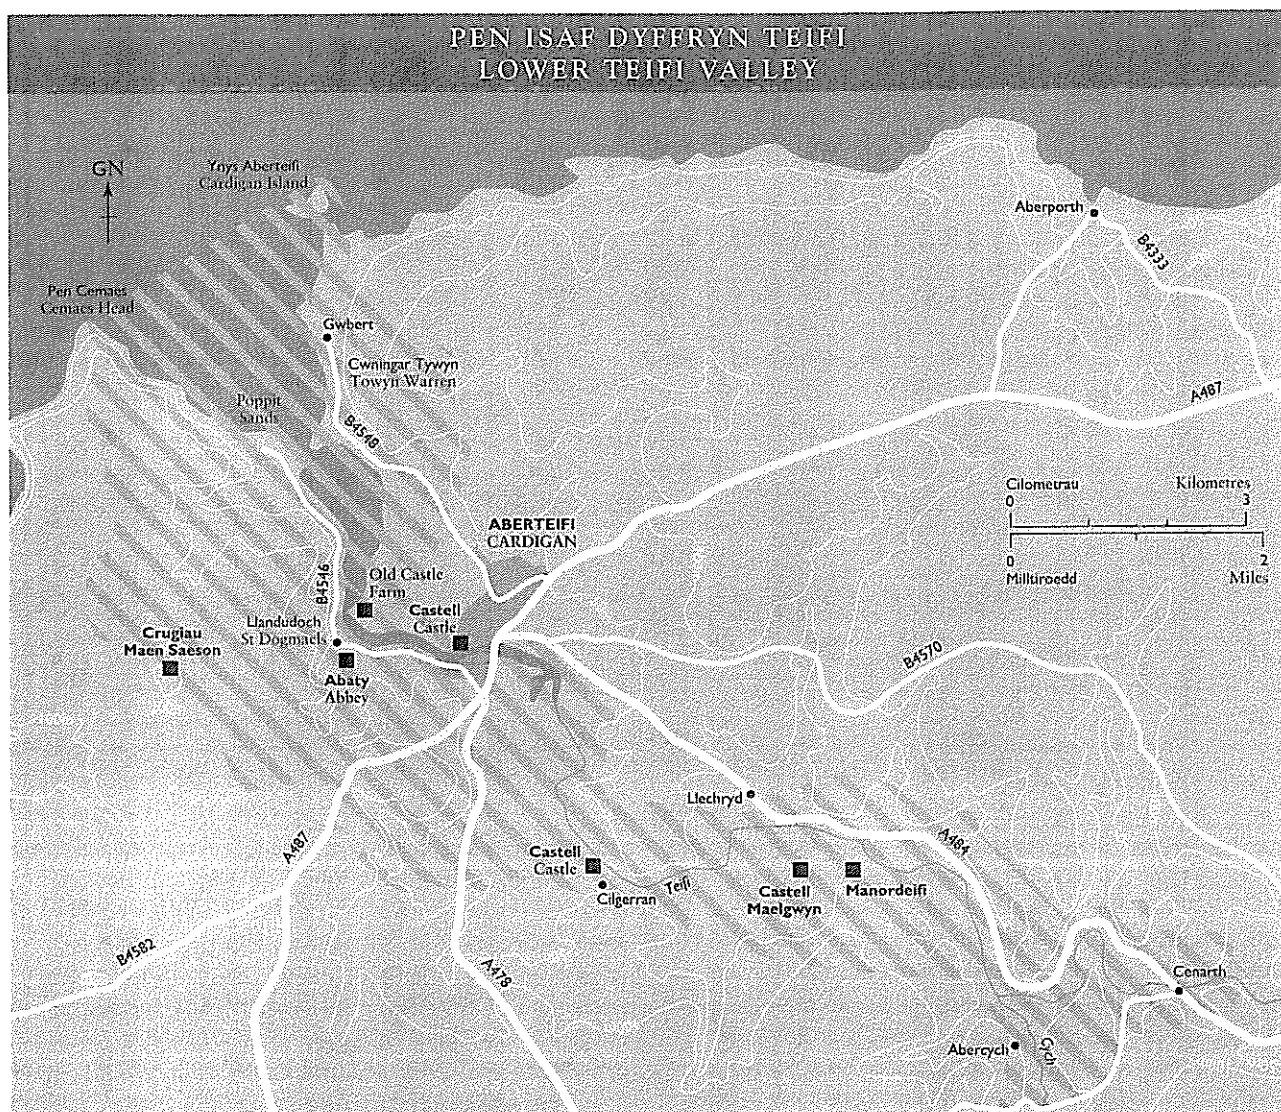 PEN ISAF DYFFRYN TEIFI
LOWER TEIFI VALLEY
GN
Ynys Aberteifi
Cardigan Island
Aberporth
B4333
Pen Cemaes
Cemaes Head
Gwbert
Cwningar Tywyn
Towyn Warren
Poppit
Sands
B4548
A487
Cilometrau
Kilometres
0
3
0
2
Milltiroedd
Miles
ABERTEIFI
CARDIGAN
B4546
Old Castle
Farm
Castell
Castle
Llandudoch
St Dogmaels
Crugiau
Maen Saeson
Abaty
Abbey
B4570
Llechryd
A484
A487
Castell
Castle
Cilgerran
Teifi
Castell
Maelgwyn
Manordeifi
B4582
A478
Cenarth
Abercych
Cych